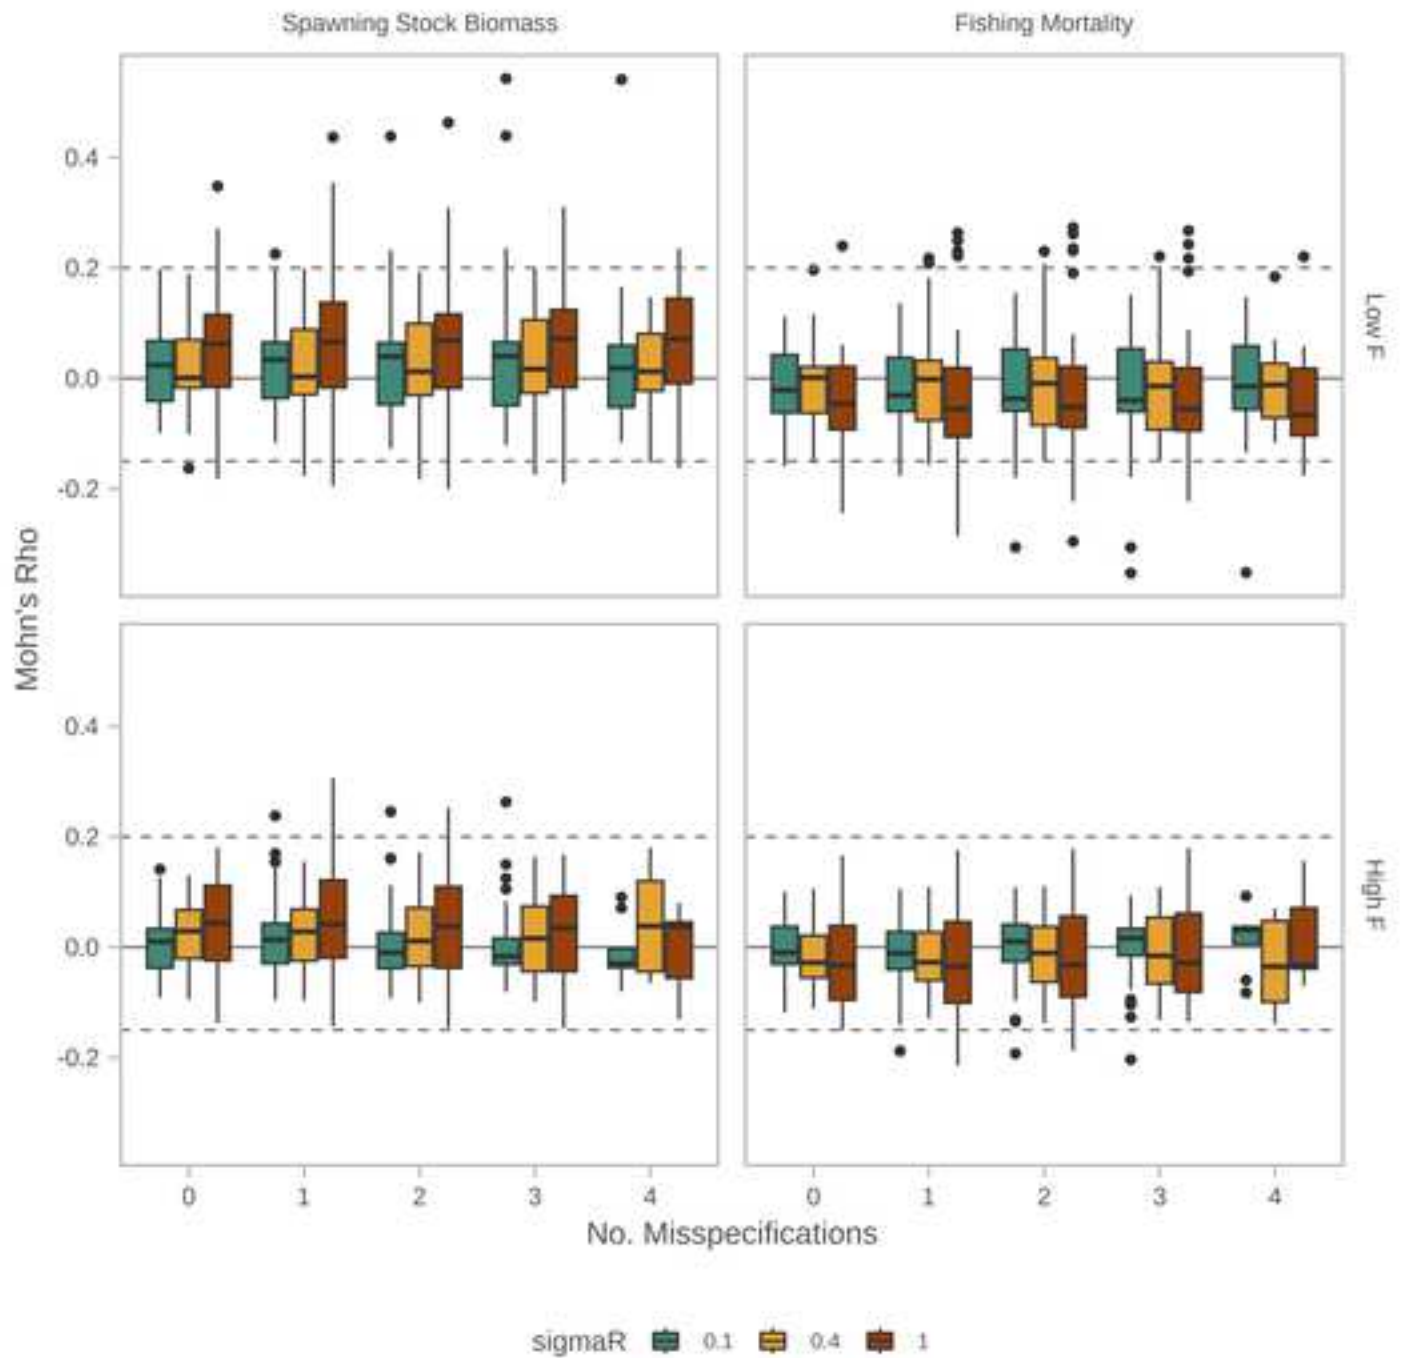 Spawning Stock Biomass
Fishing Mortality
0.4
0.2
0.0
-0.2
Low F
Mohn's Rho
0.4
0.2
0.0
-0.2
High F
0 1 2 3 4
0 1 2 3 4
No. Misspecifications
sigmaR 0.1 0.4 1